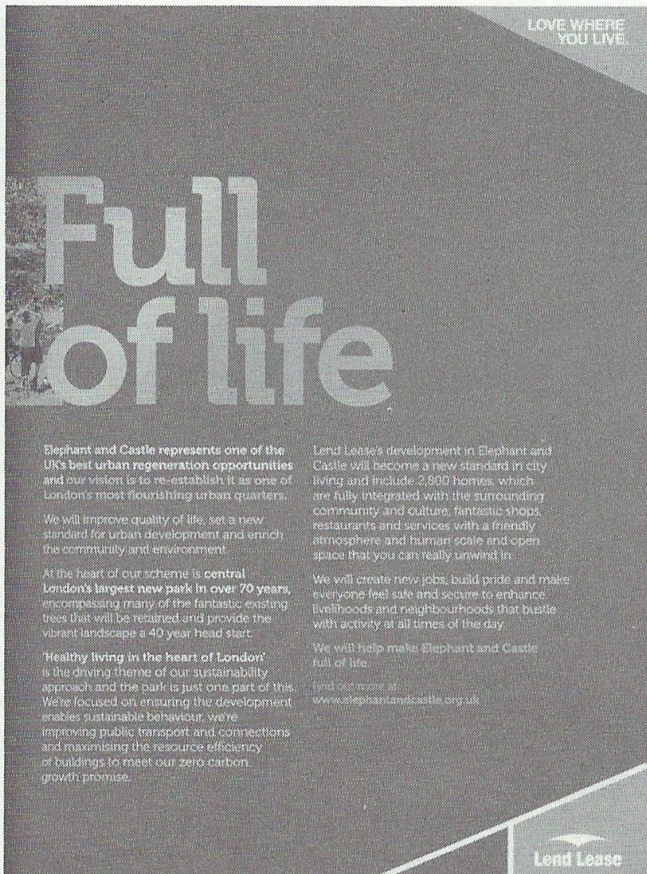 LOVE WHERE
YOU LIVE
Full
of life
Elephant and Castle represents one of the
UK's best urban regeneration opportunities
and our vision is to re-establish it as one of
London's most flourishing urban quarters.
We will improve quality of life, set a new
standard for urban development and enrich
the community and environment.
At the heart of our scheme is central
London's largest new park in over 70 years,
encompassing many of the fantastic existing
trees that will be retained and provide the
vibrant landscape a 40 year head start.
'Healthy living in the heart of London'
is the driving theme of our sustainability
approach and the park is just one part of this.
We're focused on ensuring the development
enables sustainable behaviour, we're
improving public transport and connections
and maximising the resource efficiency
of buildings to meet our zero carbon
growth promise.
Lend Lease's development in Elephant and
Castle will become a new standard in city
living and include 2,800 homes, which
are fully integrated with the surrounding
community and culture, fantastic shops,
restaurants and services with a friendly
atmosphere and human scale and open
space that you can really unwind in.
We will create new jobs, build pride and make
everyone feel safe and secure to enhance
livelihoods and neighbourhoods that bustle
with activity at all times of the day.
We will help make Elephant and Castle
full of life.
Find out more at
www.elephantandcastle.org.uk
Lend Lease